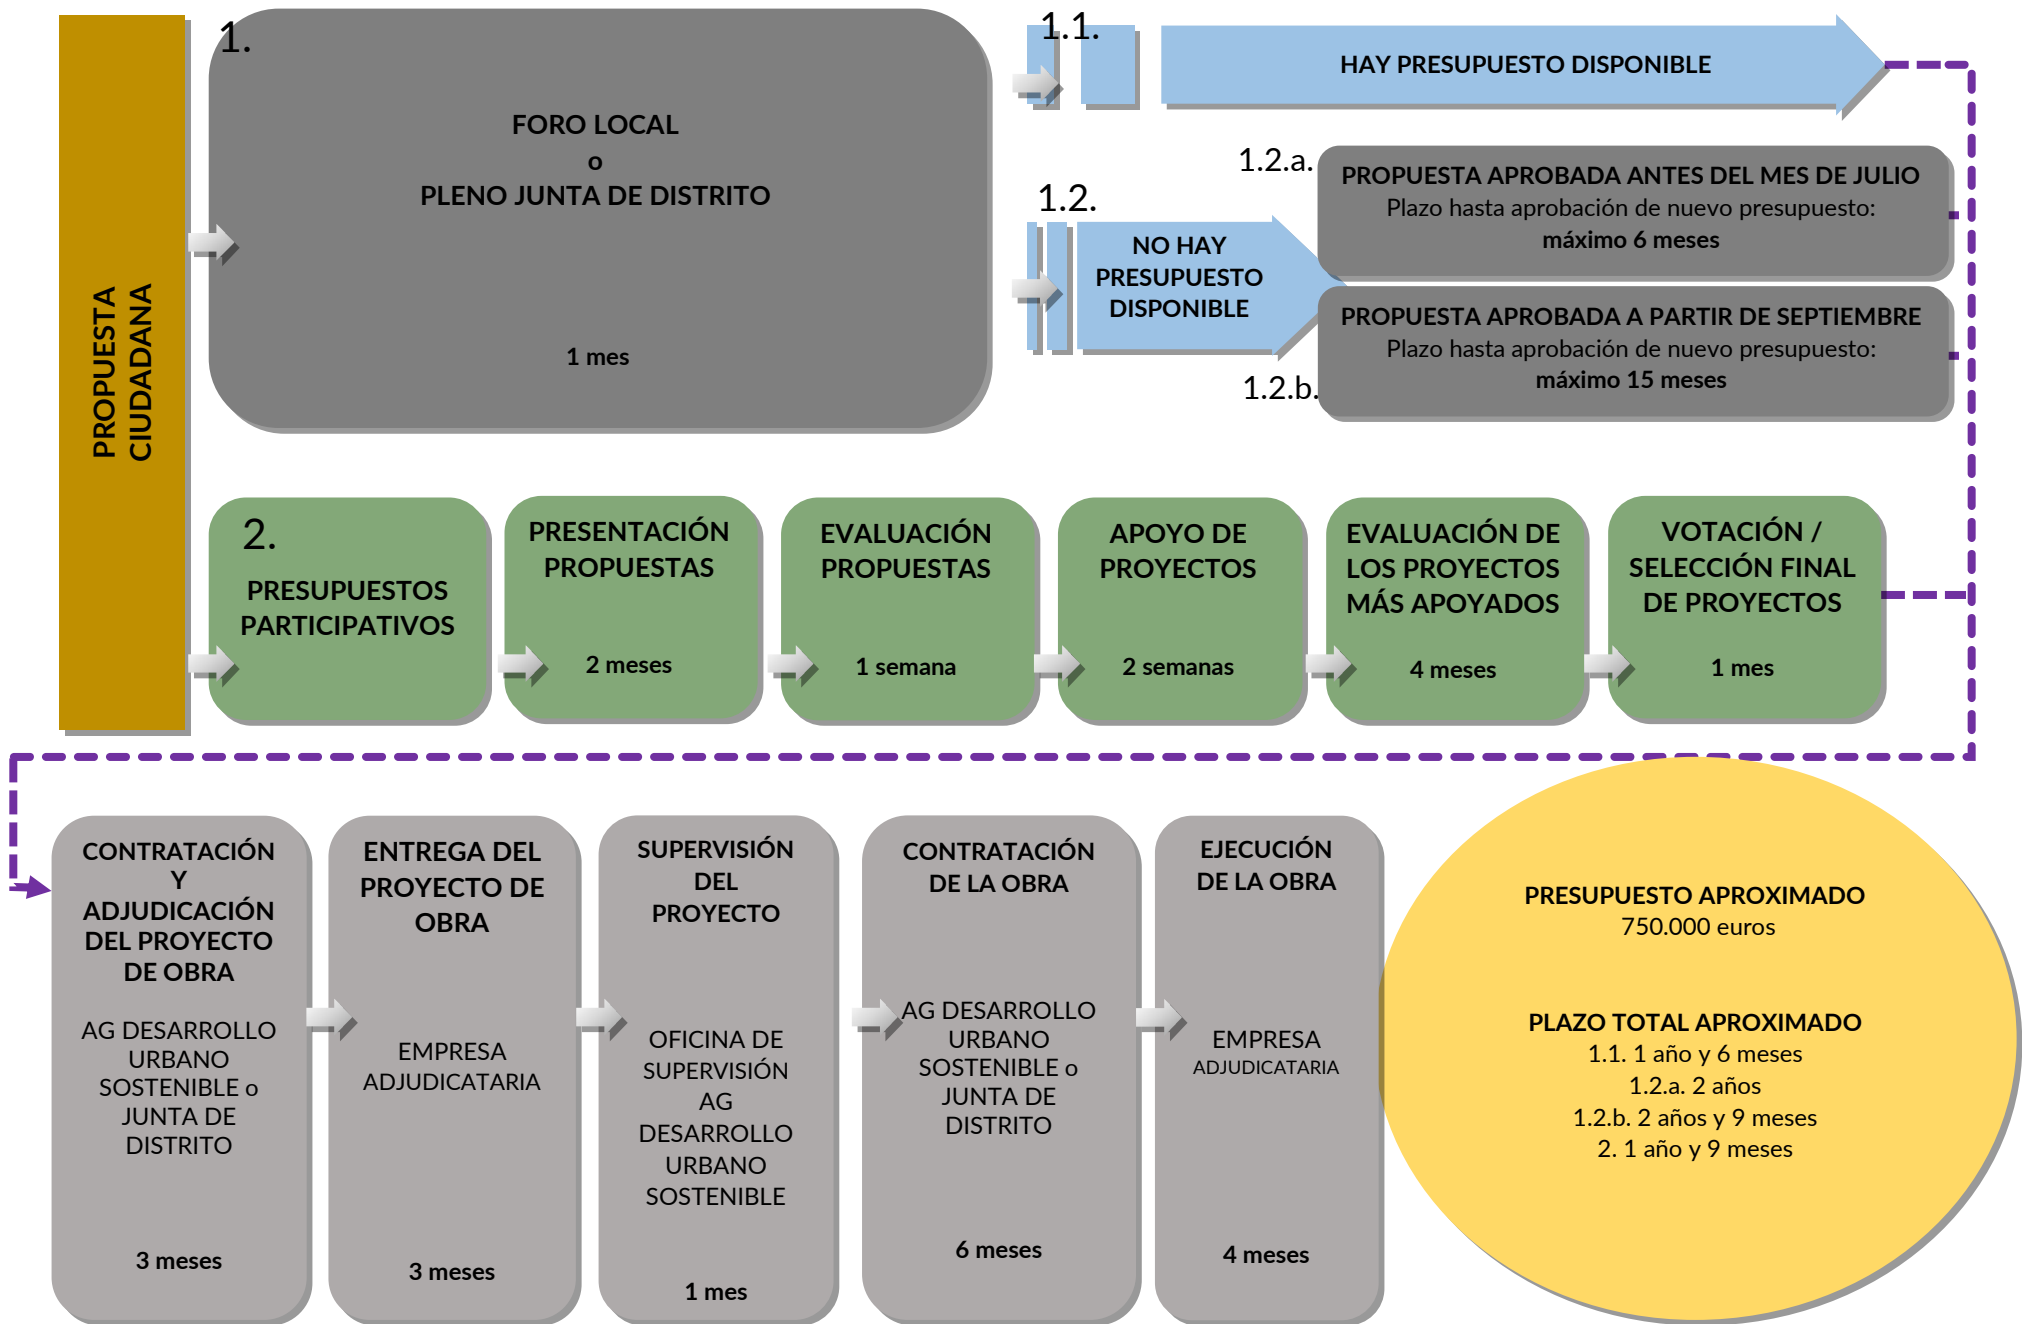 PROPUESTA
CIUDADANA
1.
FORO LOCAL
o
PLENO JUNTA DE DISTRITO
1 mes
1.1.
HAY PRESUPUESTO DISPONIBLE
1.2.
NO HAY
PRESUPUESTO
DISPONIBLE
1.2.a.
PROPUESTA APROBADA ANTES DEL MES DE JULIO
Plazo hasta aprobación de nuevo presupuesto:
máximo 6 meses
1.2.b.
PROPUESTA APROBADA A PARTIR DE SEPTIEMBRE
Plazo hasta aprobación de nuevo presupuesto:
máximo 15 meses
2.
PRESUPUESTOS
PARTICIPATIVOS
PRESENTACIÓN
PROPUESTAS
2 meses
EVALUACIÓN
PROPUESTAS
1 semana
APOYO DE
PROYECTOS
2 semanas
EVALUACIÓN DE
LOS PROYECTOS
MÁS APOYADOS
4 meses
VOTACIÓN /
SELECCIÓN FINAL
DE PROYECTOS
1 mes
CONTRATACIÓN
Y
ADJUDICACIÓN
DEL PROYECTO
DE OBRA
AG DESARROLLO
URBANO
SOSTENIBLE o
JUNTA DE
DISTRITO
3 meses
ENTREGA DEL
PROYECTO DE
OBRA
EMPRESA
ADJUDICATARIA
3 meses
SUPERVISIÓN
DEL
PROYECTO
OFICINA DE
SUPERVISIÓN
AG
DESARROLLO
URBANO
SOSTENIBLE
1 mes
CONTRATACIÓN
DE LA OBRA
AG DESARROLLO
URBANO
SOSTENIBLE o
JUNTA DE
DISTRITO
6 meses
EJECUCIÓN
DE LA OBRA
EMPRESA
ADJUDICATARIA
4 meses
PRESUPUESTO APROXIMADO
750.000 euros
PLAZO TOTAL APROXIMADO
1.1. 1 año y 6 meses
1.2.a. 2 años
1.2.b. 2 años y 9 meses
2. 1 año y 9 meses